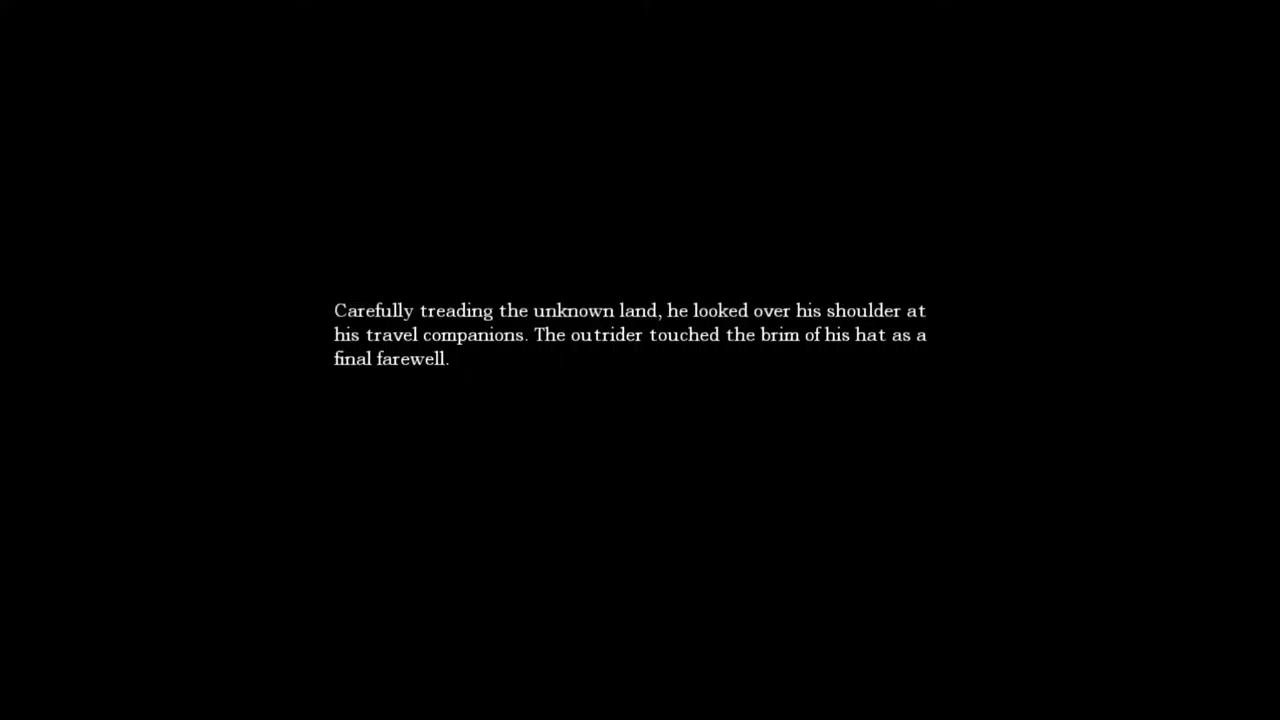 Carefully treading the unknown land, he looked over his shoulder at
his travel companions. The outrider touched the brim of his hat as a
final farewell.